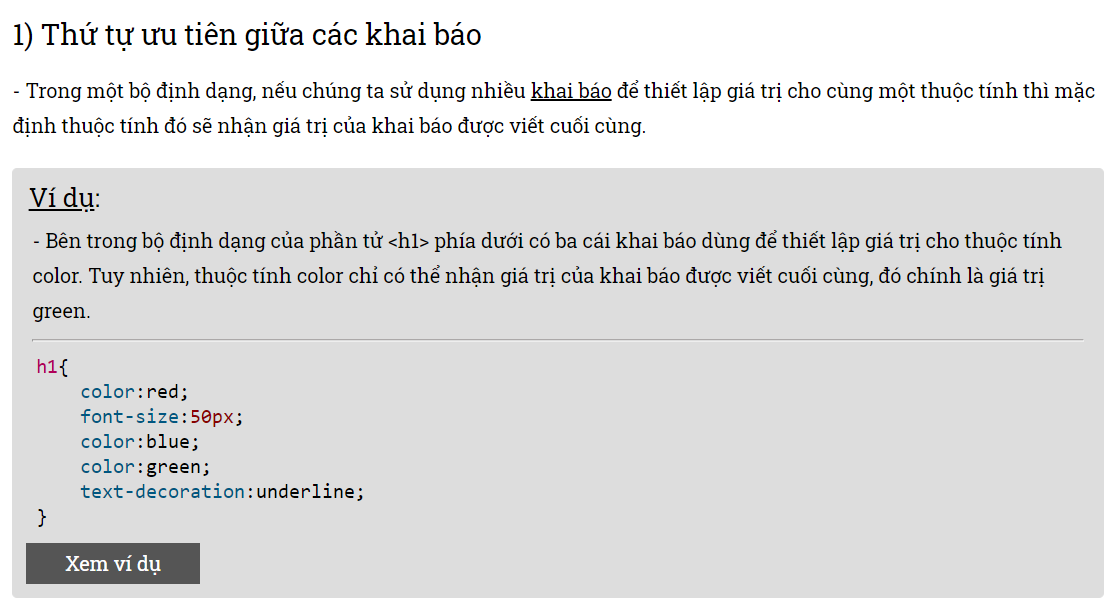 1) Thứ tự ưu tiên giữa các khai báo
- Trong một bộ định dạng, nếu chúng ta sử dụng nhiều khai báo để thiết lập giá trị cho cùng một thuộc tính thì mặc
định thuộc tính đó sẽ nhận giá trị của khai báo được viết cuối cùng.
Ví dụ:
- Bên trong bộ định dạng của phần tử <h1> phía dưới có ba cái khai báo dùng để thiết lập giá trị cho thuộc tính
color. Tuy nhiên, thuộc tính color chỉ có thể nhận giá trị của khai báo được viết cuối cùng, đó chính là giá trị
green.
h1{
    color:red;
    font-size:50px;
    color:blue;
    color:green;
    text-decoration:underline;
}
Xem ví dụ